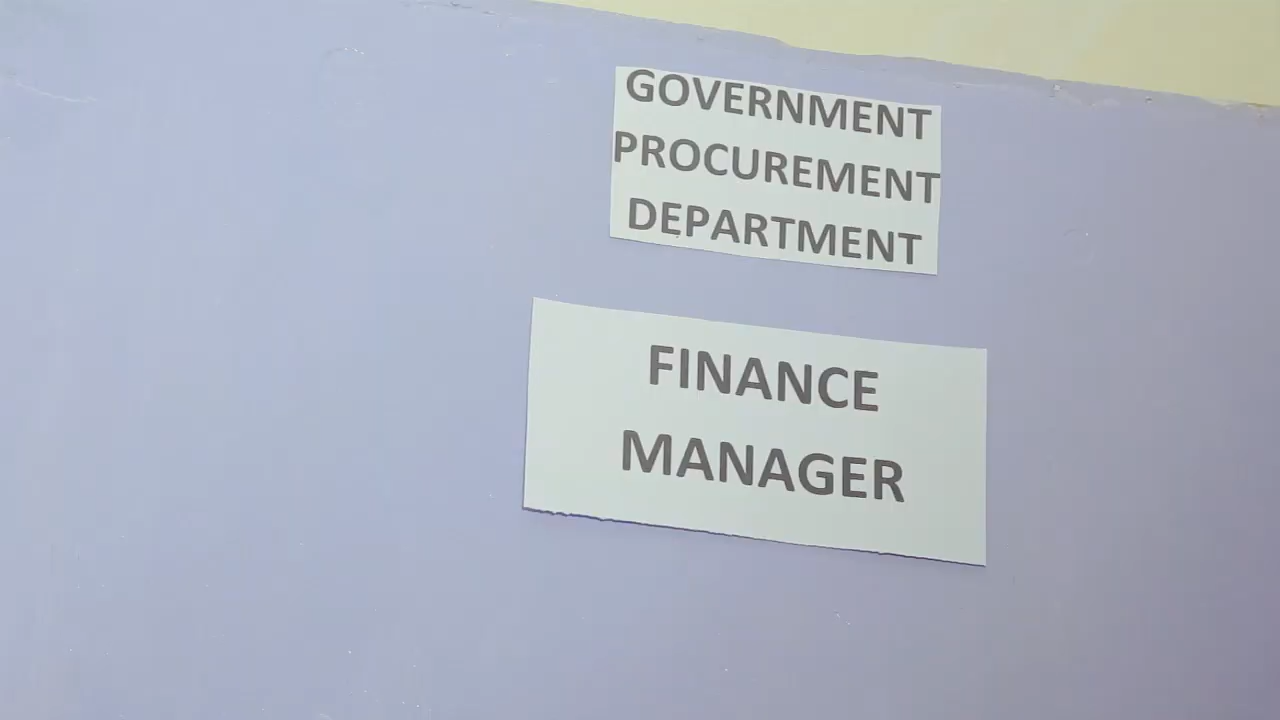 GOVERNMENT
PROCUREMENT
DEPARTMENT
FINANCE
MANAGER